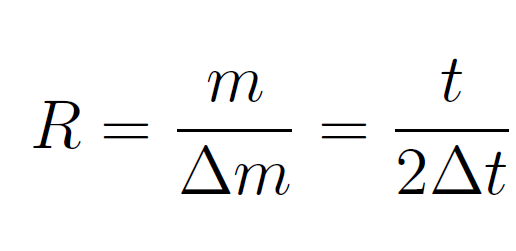 R = m/Δm = t/2Δt